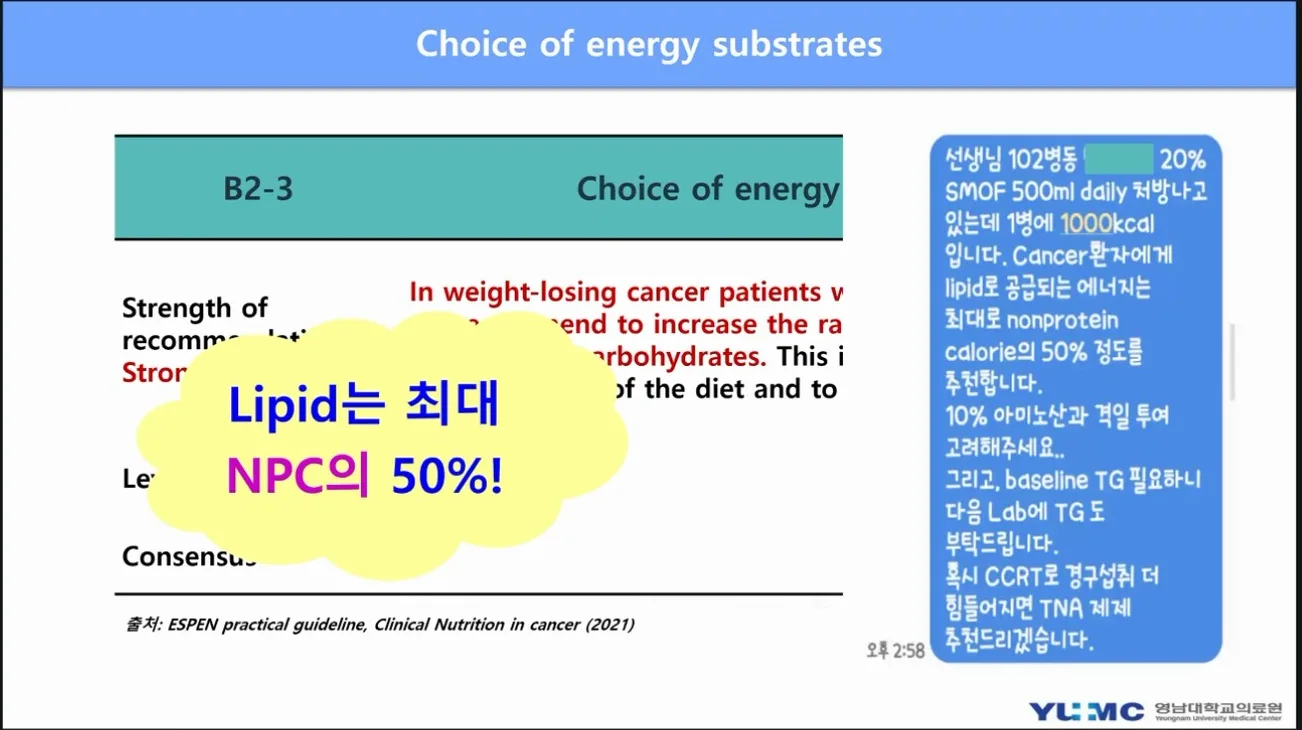 Choice of energy substrates
B2-3
Choice of energy
Strength of
Stron
In weight-losing cancer patients
end to increase the ra
arbohydrates. This i
of the diet and to
Lipid는 최대
NPC의 50%!
Consensus
출처: ESPEN practical guideline, Clinical Nutrition in cancer (2021)
선생님 102병동 20%
SMOF 500ml daily 처방나고
있는데 1병에 1000kcal
입니다. Cancer환자에게
lipid로 공급되는 에너지는
최대로 nonprotein
calorie의 50% 정도를
추천합니다.
10% 아미노산과 격일 투여
고려해주세요..
그리고, baseline TG 필요하니
다음 Lab에 TG 도
부탁드립니다.
혹시 CCRT로 경구섭취 더
힘들어지면 TNA 제제
추천드리겠습니다.
오후 2:58
YUMC 영남대학교의료원
Yeungnam University Medical Center